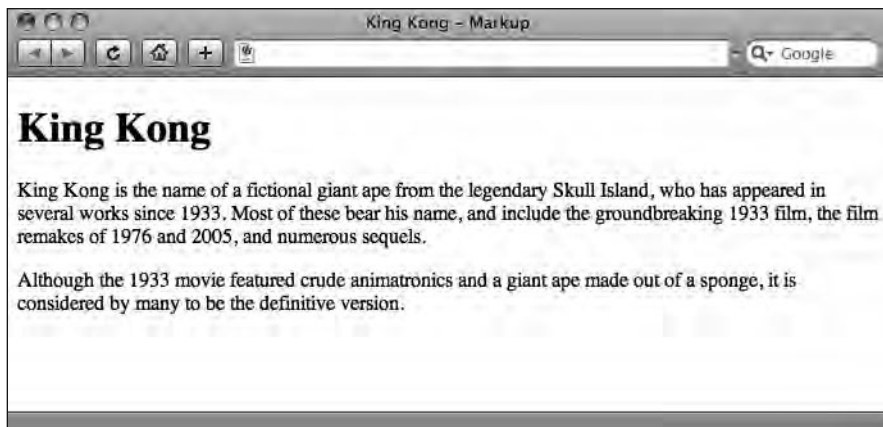 King Kong – Markup
Google
King Kong
King Kong is the name of a fictional giant ape from the legendary Skull Island, who has appeared in
several works since 1933. Most of these bear his name, and include the groundbreaking 1933 film, the film
remakes of 1976 and 2005, and numerous sequels.
Although the 1933 movie featured crude animatronics and a giant ape made out of a sponge, it is
considered by many to be the definitive version.